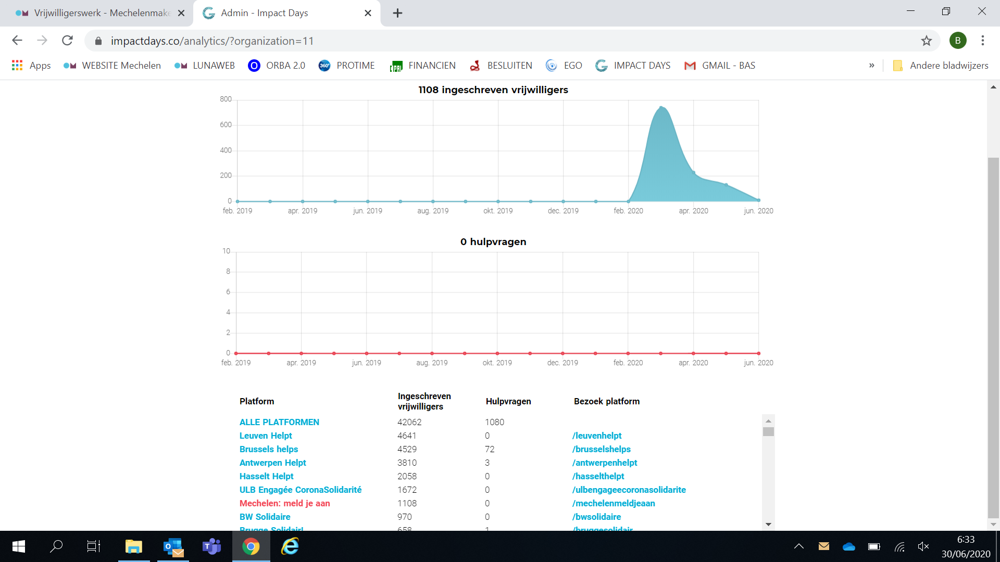 Vrijwilligerswerk - Mechelenmake
Admin - Impact Days
impactdays.co/analytics/?organization=11
B
Apps
WEBSITE Mechelen
LUNAWEB
ORBA 2.0
PROTIME
FINANCIEN
BESLUITEN
EGO
IMPACT DAYS
GMAIL - BAS
»
Andere bladwijzers
1108 ingeschreven vrijwilligers
800
600
400
200
0
feb. 2019 apr. 2019 jun. 2019 aug. 2019 okt. 2019 dec. 2019 feb. 2020 apr. 2020 jun. 2020
0 hulpvragen
10
8
6
4
2
0
feb. 2019 apr. 2019 jun. 2019 aug. 2019 okt. 2019 dec. 2019 feb. 2020 apr. 2020 jun. 2020
Platform Ingeschreven vrijwilligers Hulpvragen Bezoek platform
ALLE PLATFORMEN 42062 1080
Leuven Helpt 4641 0 /leuvenhelpt
Brussels helps 4529 72 /brusselshelps
Antwerpen Helpt 3810 3 /antwerpenhelpt
Hasselt Helpt 2058 0 /hasselthelpt
ULB Engagée CoronaSolidarité 1672 0 /ulbengageecoronasolidarite
Mechelen: meld je aan 1108 0 /mechelenmeldjeaan
BW Solidaire 970 0 /bwsolidaire
Brugge Solidair! 658 1 /bruggesolidair
6:33
30/06/2020